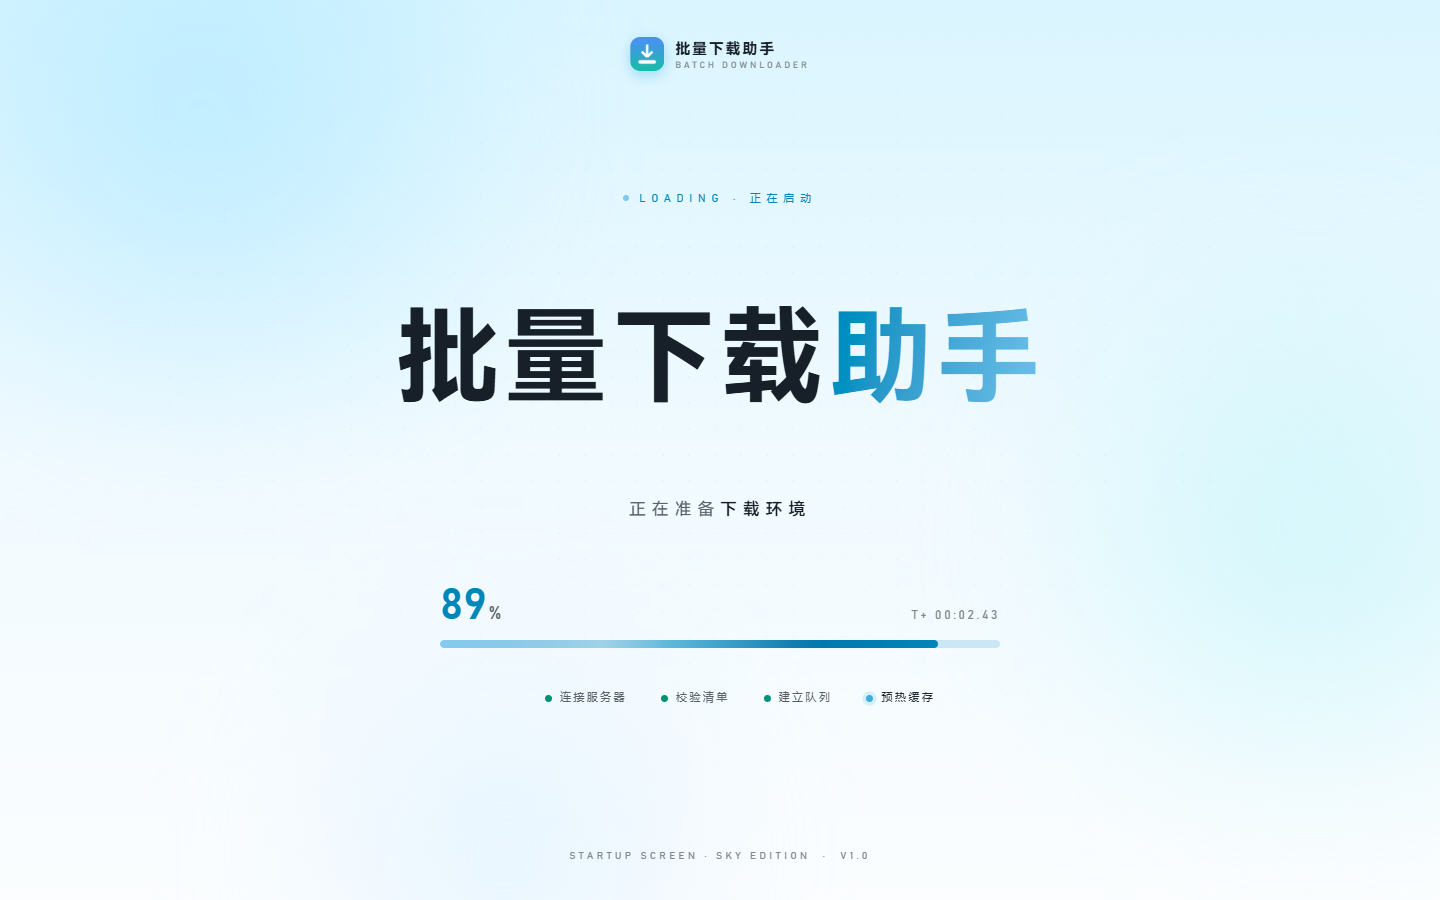 批量下载助手
BATCH DOWNLOADER
LOADING · 正在启动
批量下载助手
正在准备下载环境
89%
T+ 00:02.43
连接服务器 校验清单 建立队列 预热缓存
STARTUP SCREEN · SKY EDITION · V1.0